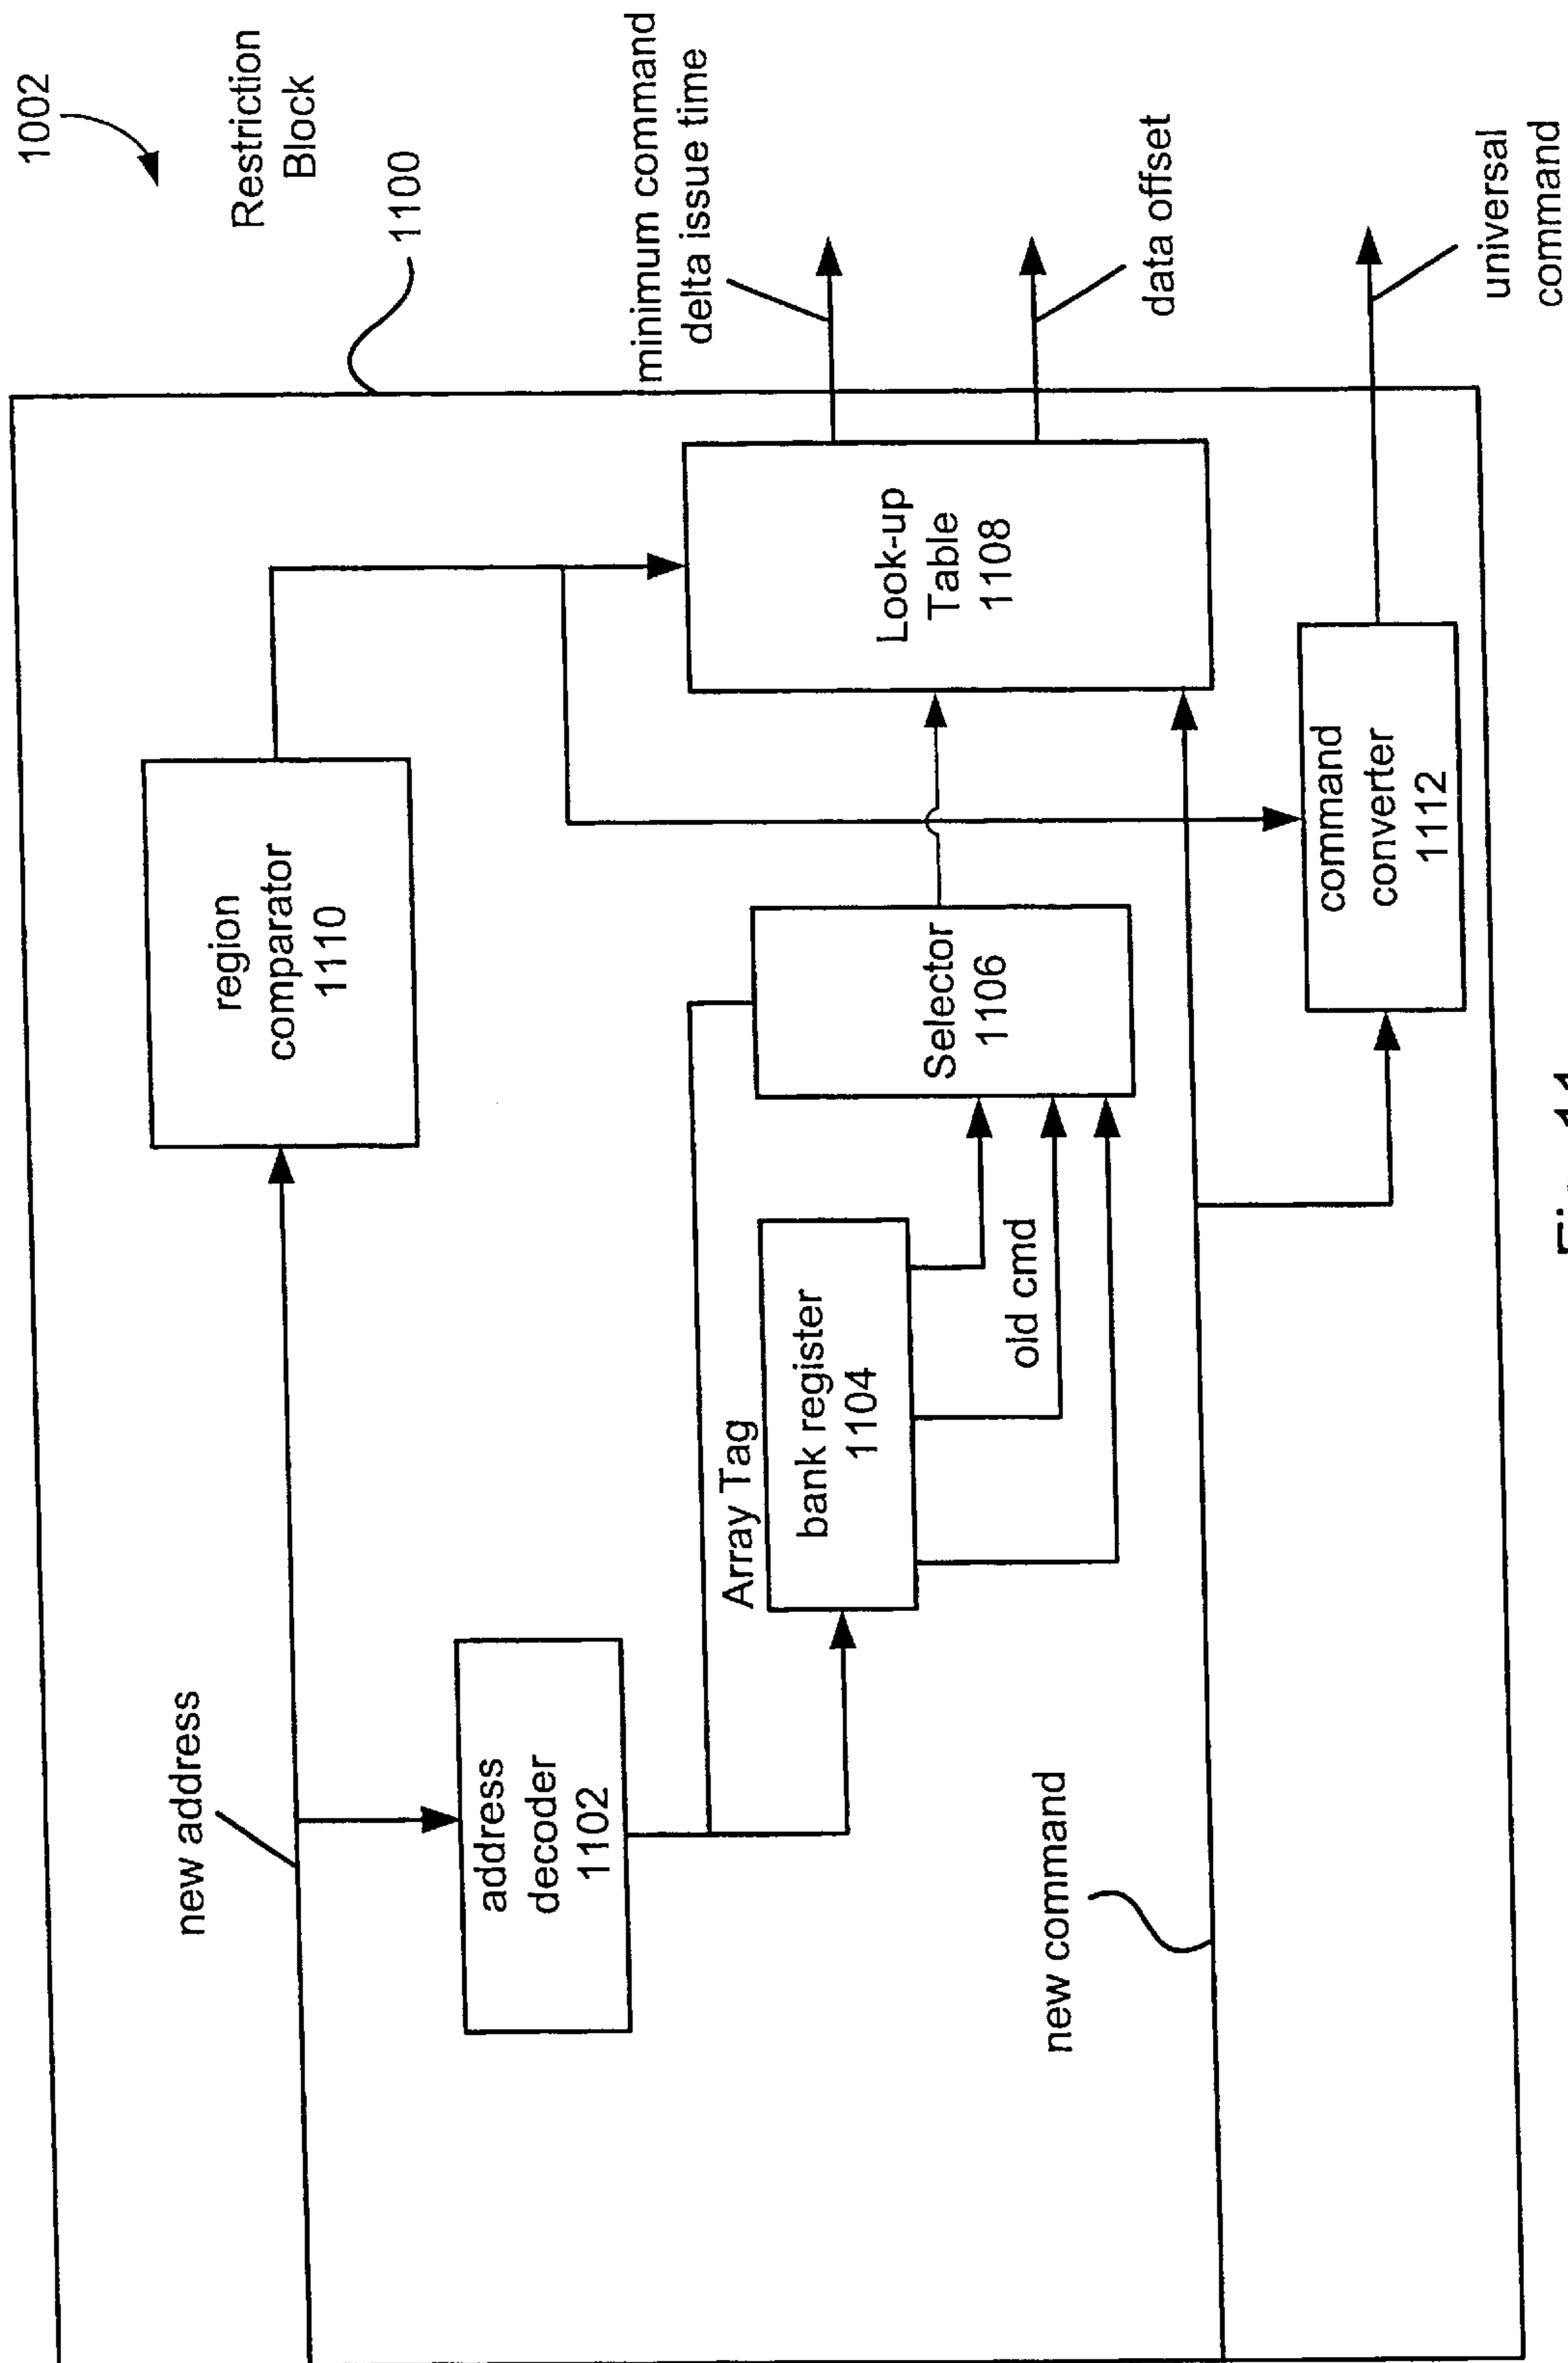 1002
Restriction
Block
1100
new address
region
comparator
1110
address
decoder
1102
Array Tag
bank register
1104
old cmd
Selector
1106
Look-up
Table
1108
minimum command
delta issue time
data offset
new command
command
converter
1112
universal
command